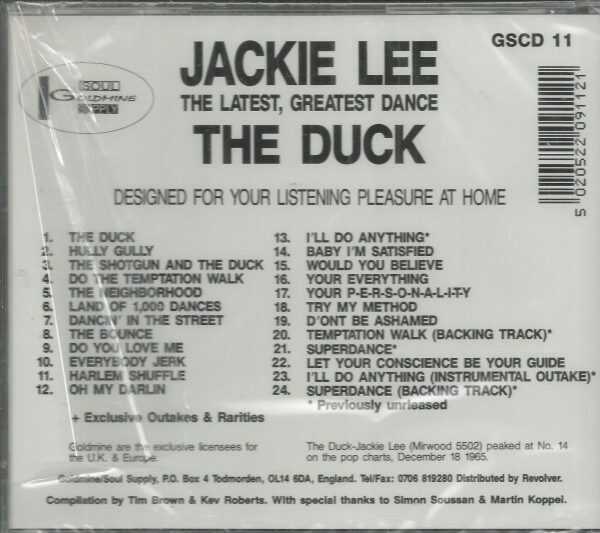 JACKIE LEE
GSCD 11
SOUL
GOLDMINE
SUPPLY
THE LATEST, GREATEST DANCE
THE DUCK
5 020522 091121
DESIGNED FOR YOUR LISTENING PLEASURE AT HOME
1. THE DUCK
2. HULLY GULLY
3. THE SHOTGUN AND THE DUCK
4. DO THE TEMPTATION WALK
5. THE NEIGHBORHOOD
6. LAND OF 1,000 DANCES
7. DANCIN' IN THE STREET
8. THE BOUNCE
9. DO YOU LOVE ME
10. EVERYBODY JERK
11. HARLEM SHUFFLE
12. OH MY DARLIN
+ Exclusive Outakes & Rarities
13. I'LL DO ANYTHING*
14. BABY I'M SATISFIED
15. WOULD YOU BELIEVE
16. YOUR EVERYTHING
17. YOUR P-E-R-S-O-N-A-L-I-T-Y
18. TRY MY METHOD
19. D'ONT BE ASHAMED
20. TEMPTATION WALK (BACKING TRACK)*
21. SUPERDANCE*
22. LET YOUR CONSCIENCE BE YOUR GUIDE
23. I'LL DO ANYTHING (INSTRUMENTAL OUTAKE)*
24. SUPERDANCE (BACKING TRACK)*
* Previously unreleased
Goldmine are the exclusive licensees for
the U.K. & Europe.
The Duck-Jackie Lee (Mirwood 5502) peaked at No. 14
on the pop charts, December 18 1965.
Goldmine/Soul Supply, P.O. Box 4 Todmorden, OL14 6DA, England. Tel/Fax: 0706 819280 Distributed by Revolver.
Compilation by Tim Brown & Kev Roberts. With special thanks to Simon Soussan & Martin Koppel.